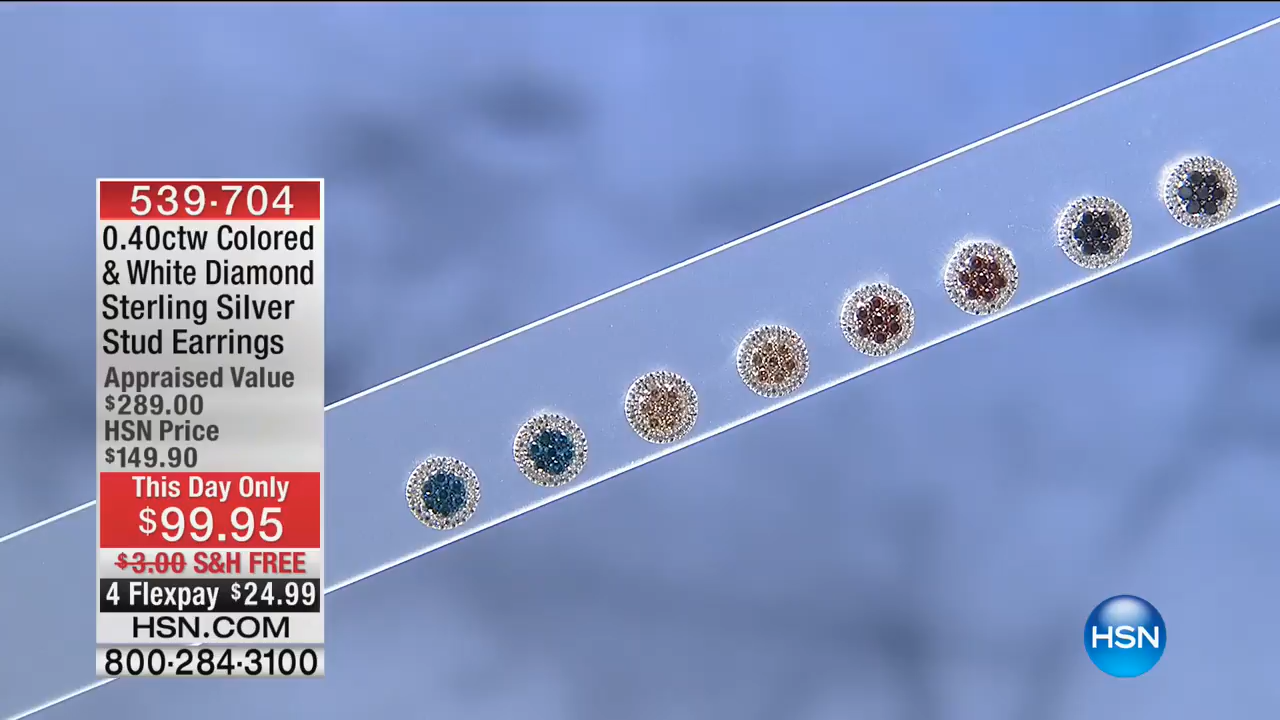 539·704
0.40ctw Colored
& White Diamond
Sterling Silver
Stud Earrings
Appraised Value
$289.00
HSN Price
$149.90
This Day Only
$99.95
$3.00 S&H FREE
4 Flexpay $24.99
HSN.COM
800·284·3100
HSN